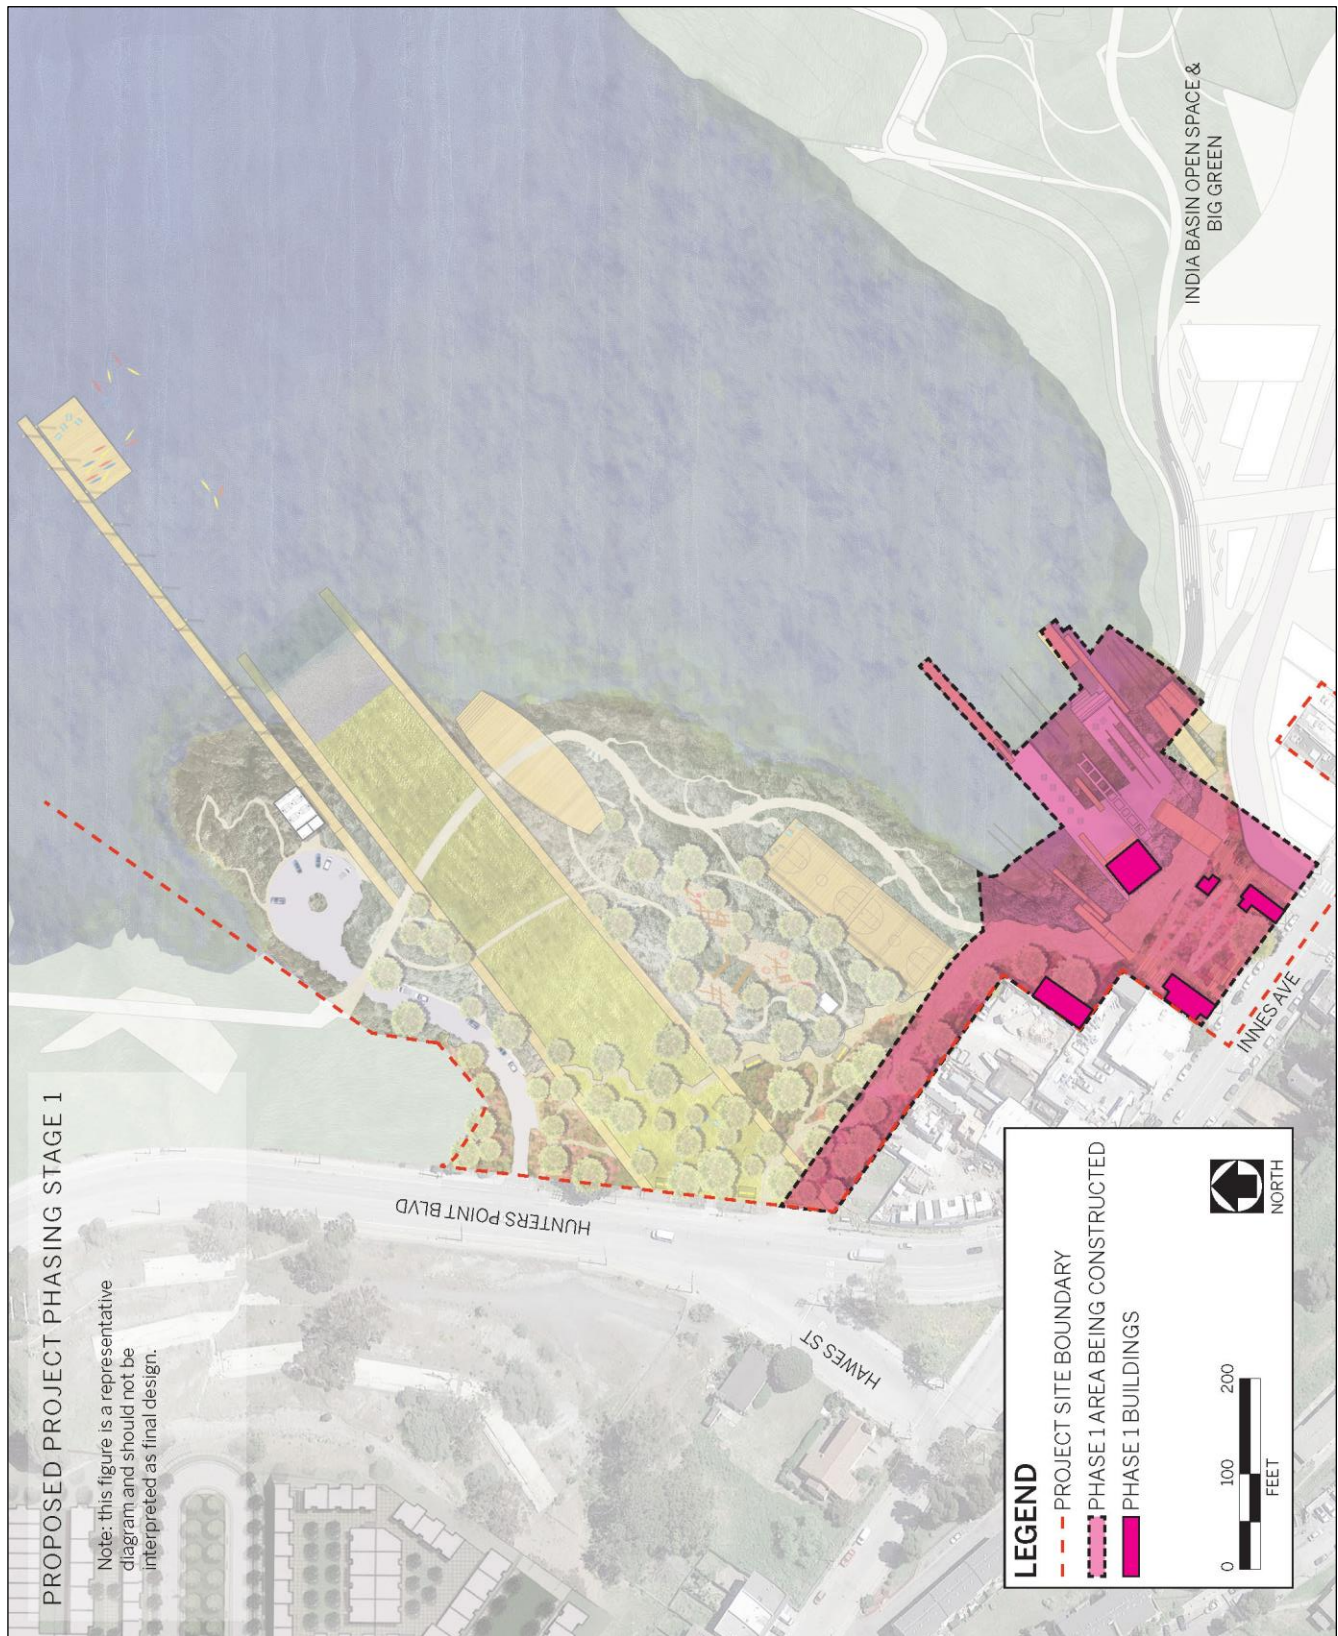 PROPOSED PROJECT PHASING STAGE 1
Note: this figure is a representative
diagram and should not be
interpreted as final design.
HUNTERS POINT BLVD
HAWES ST
INNES AVE
INDIA BASIN OPEN SPACE &
BIG GREEN
LEGEND
PROJECT SITE BOUNDARY
PHASE 1 AREA BEING CONSTRUCTED
PHASE 1 BUILDINGS
0 100 200
FEET
NORTH